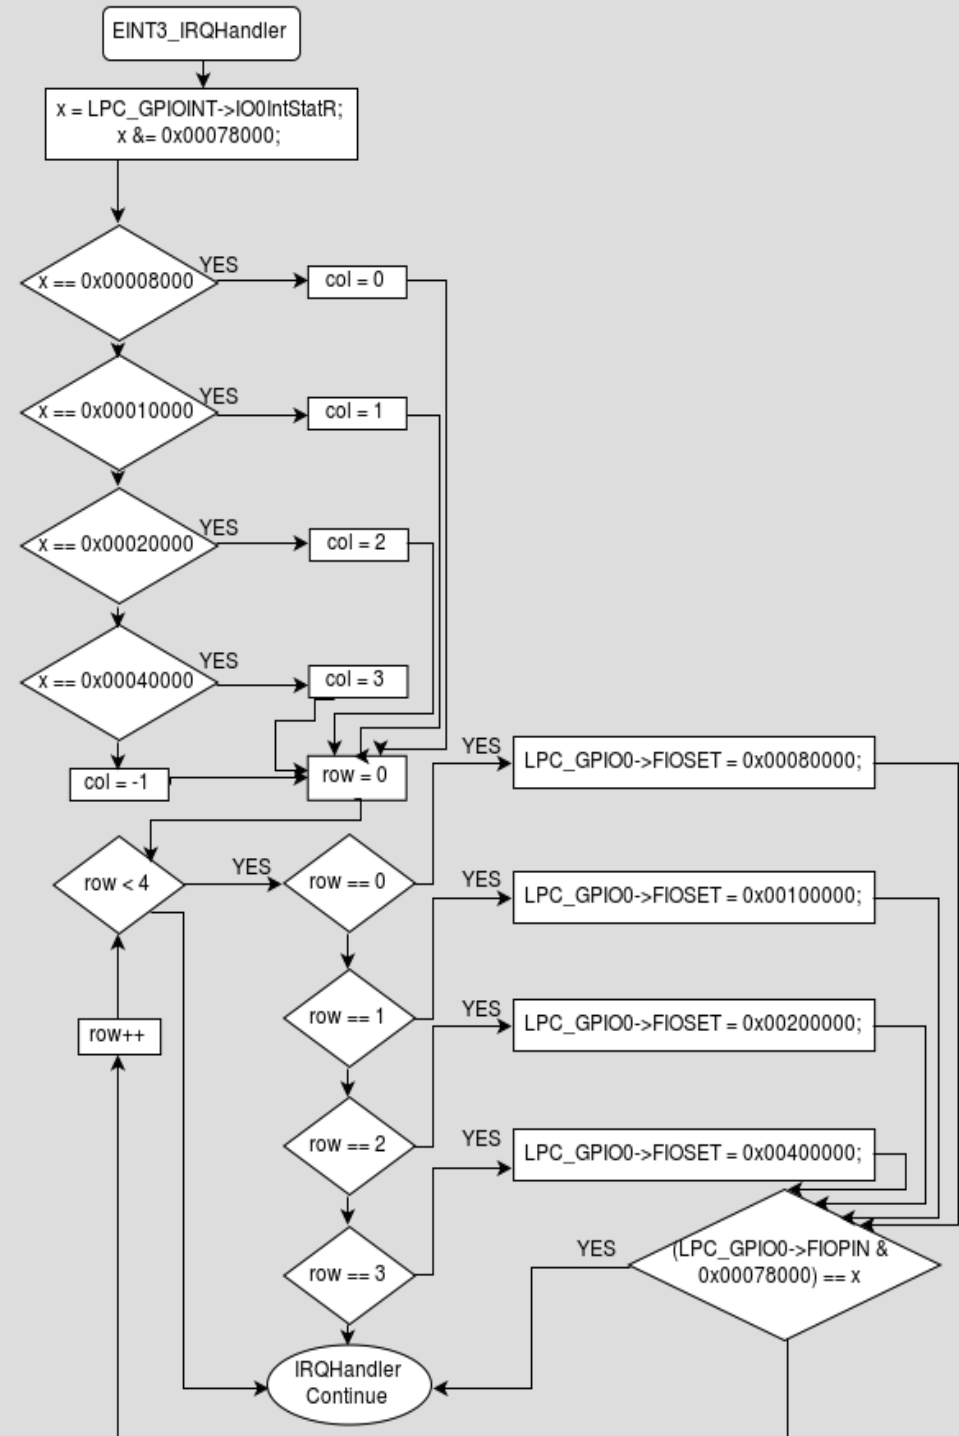 EINT3_IRQHandler
x = LPC_GPIOINT->IO0IntStatR;
x &= 0x00078000;
x == 0x00008000
YES
col = 0
x == 0x00010000
YES
col = 1
x == 0x00020000
YES
col = 2
x == 0x00040000
YES
col = 3
col = -1
row = 0
YES
LPC_GPIO0->FIOSET = 0x00080000;
row < 4
YES
row == 0
YES
LPC_GPIO0->FIOSET = 0x00100000;
row == 1
YES
LPC_GPIO0->FIOSET = 0x00200000;
row++
row == 2
YES
LPC_GPIO0->FIOSET = 0x00400000;
row == 3
YES
(LPC_GPIO0->FIOPIN &
0x00078000) == x
IRQHandler
Continue